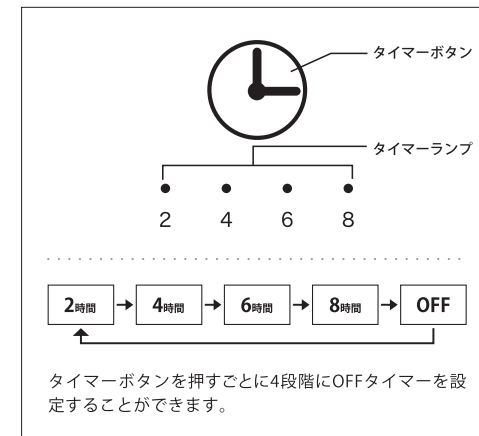 タイマーボタン
タイマーランプ
2 4 6 8
2時間 4時間 6時間 8時間 OFF
タイマーボタンを押すごとに4段階にOFFタイマーを設
定することができます。